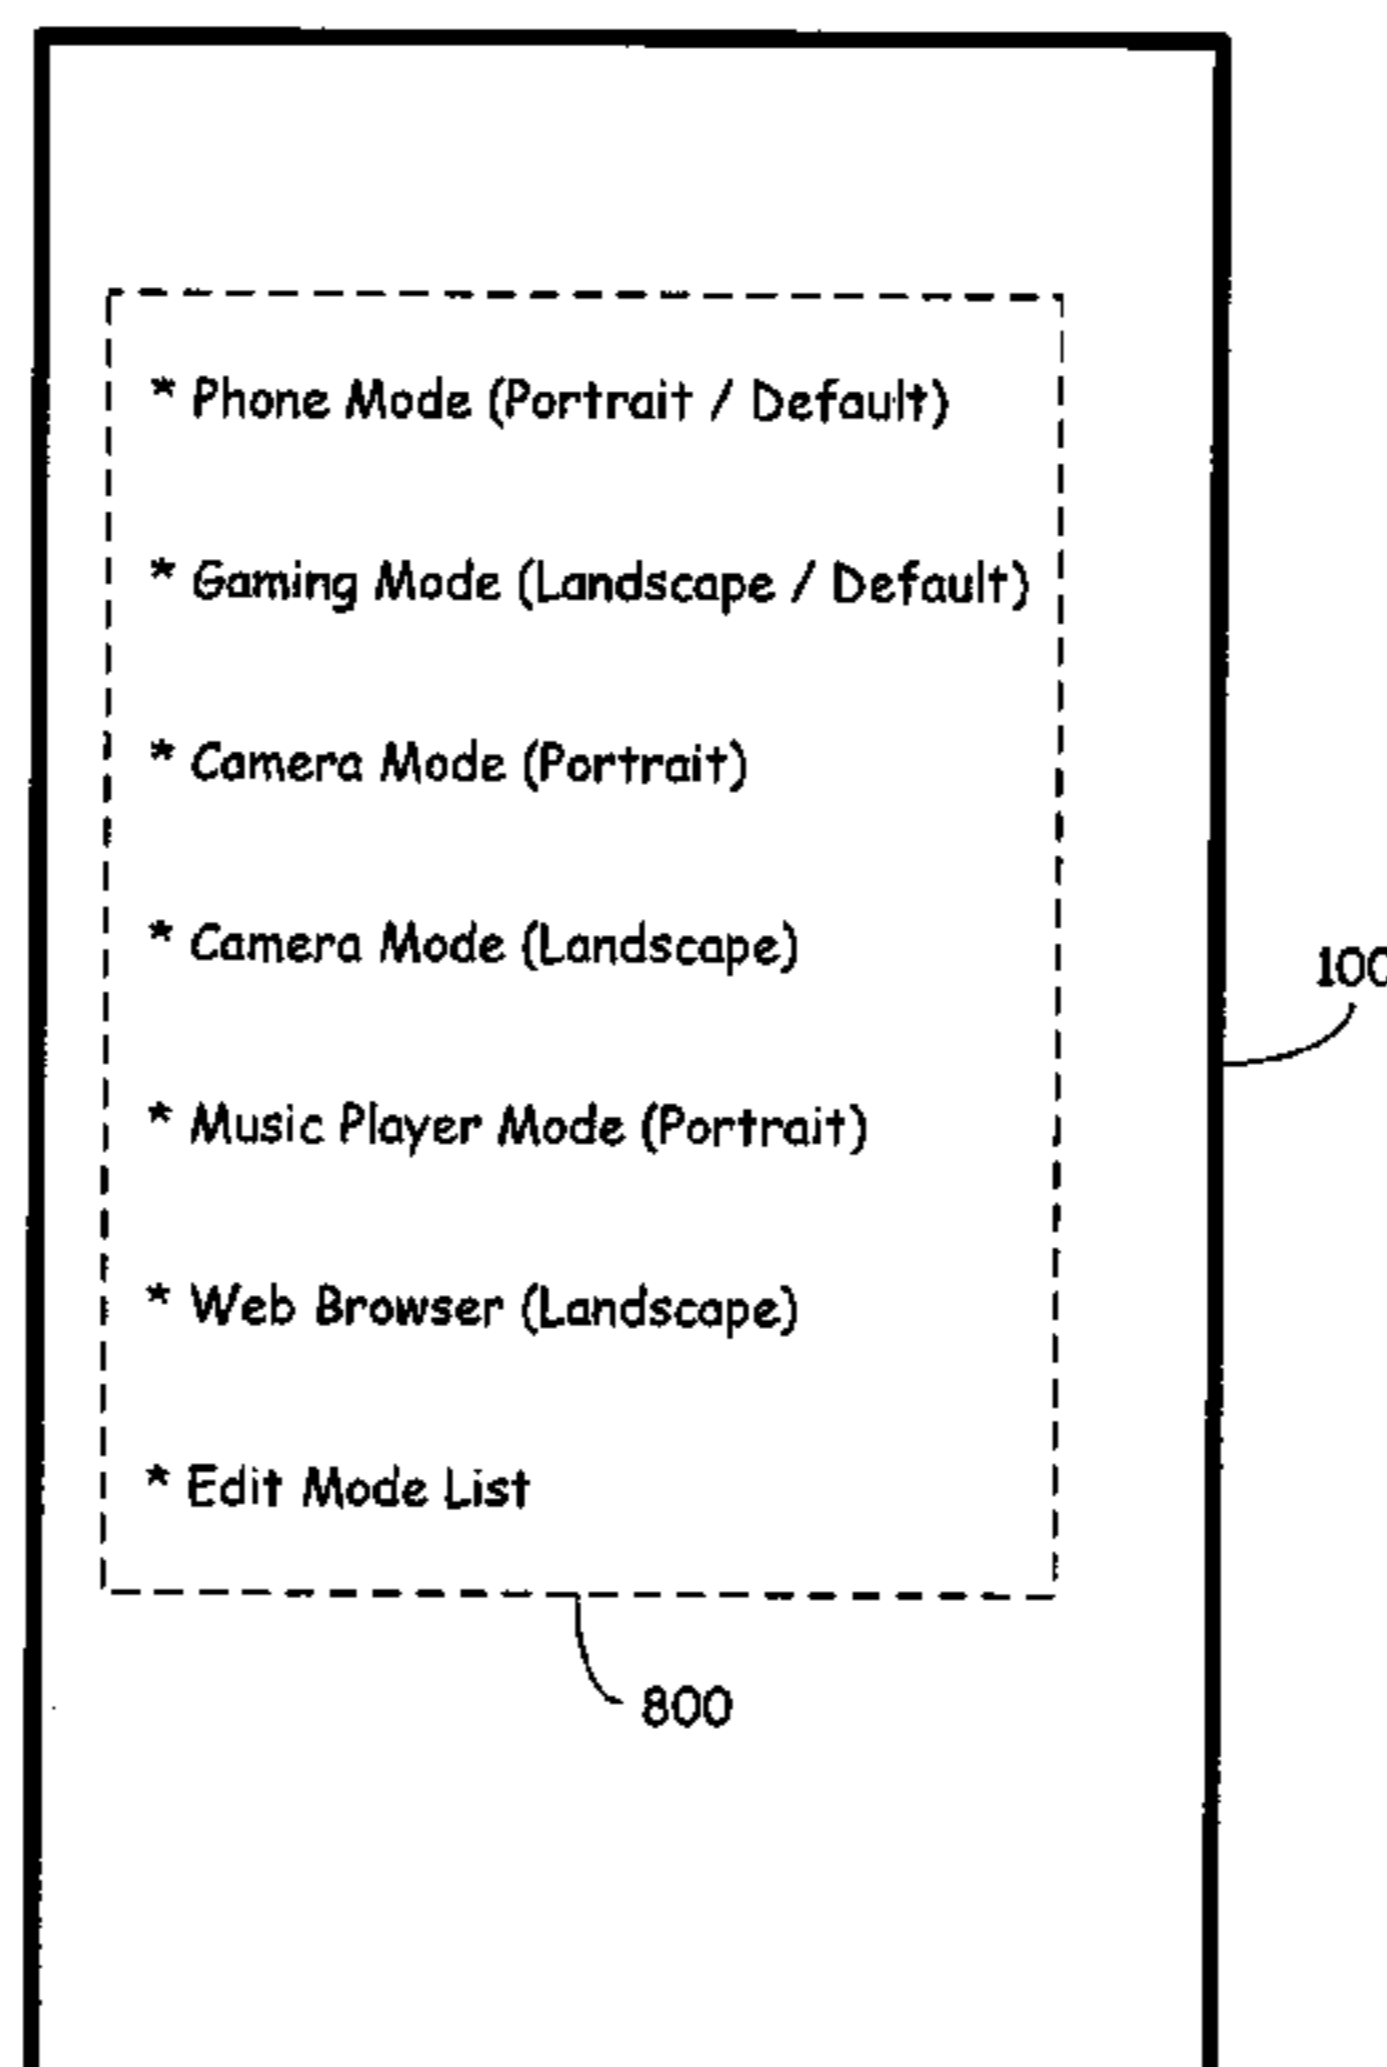 * Phone Mode (Portrait / Default)
* Gaming Mode (Landscape / Default)
* Camera Mode (Portrait)
* Camera Mode (Landscape)
100
* Music Player Mode (Portrait)
* Web Browser (Landscape)
* Edit Mode List
800